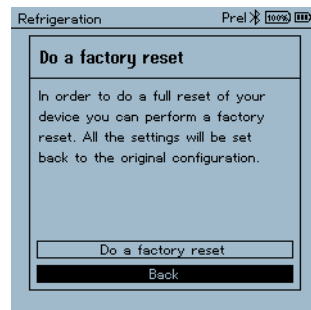 Refrigeration Prel 100%
Do a factory reset
In order to do a full reset of your
device you can perform a factory
reset. All the settings will be set
back to the original configuration.
Do a factory reset
Back